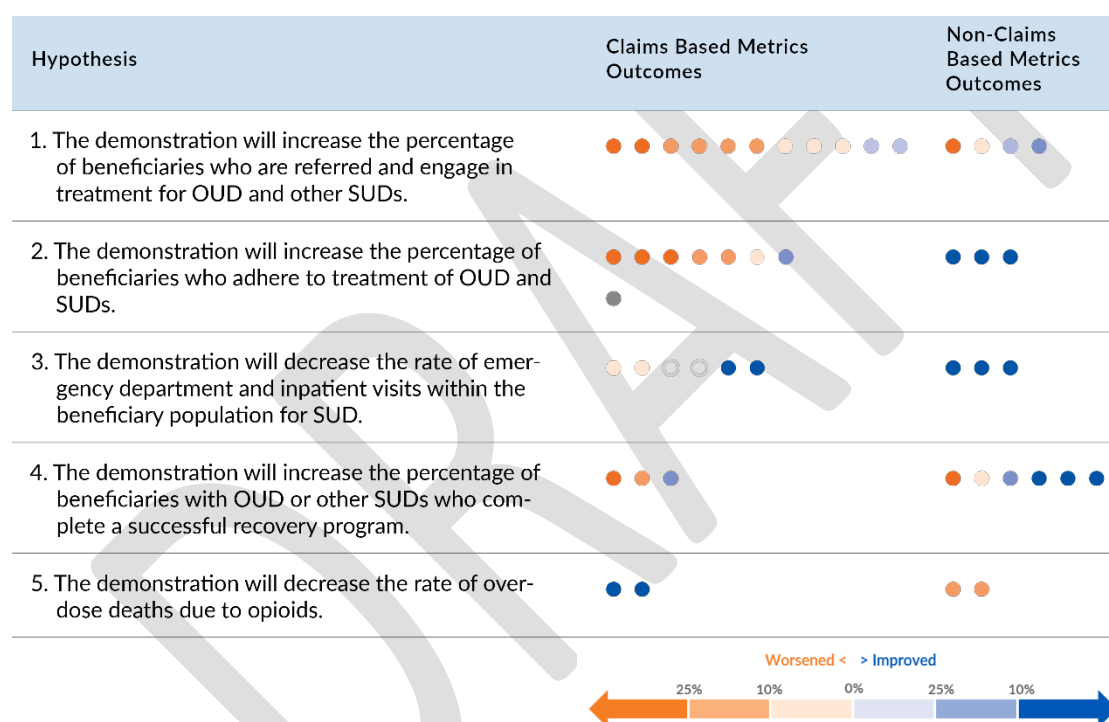 Hypothesis
Claims Based Metrics
Outcomes
Non-Claims
Based Metrics
Outcomes
1. The demonstration will increase the percentage
of beneficiaries who are referred and engage in
treatment for OUD and other SUDs.
2. The demonstration will increase the percentage of
beneficiaries who adhere to treatment of OUD and
SUDs.
3. The demonstration will decrease the rate of emer-
gency department and inpatient visits within the
beneficiary population for SUD.
4. The demonstration will increase the percentage of
beneficiaries with OUD or other SUDs who com-
plete a successful recovery program.
5. The demonstration will decrease the rate of over-
dose deaths due to opioids.
Worsened < > Improved
25% 10% 0% 25% 10%
DRAFT